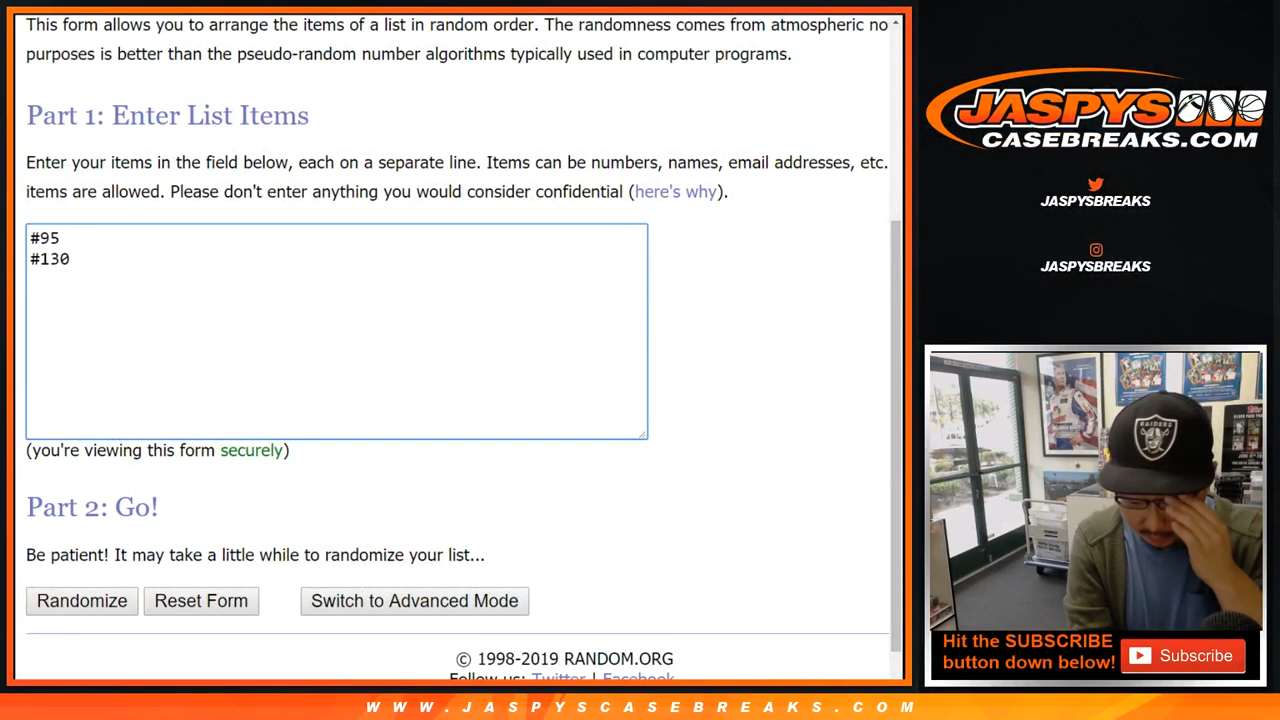 This form allows you to arrange the items of a list in random order. The randomness comes from atmospheric no
purposes is better than the pseudo-random number algorithms typically used in computer programs.
Part 1: Enter List Items
Enter your items in the field below, each on a separate line. Items can be numbers, names, email addresses, etc.
items are allowed. Please don't enter anything you would consider confidential (here's why).
#95
#130
(you're viewing this form securely)
Part 2: Go!
Be patient! It may take a little while to randomize your list...
Randomize Reset Form Switch to Advanced Mode
© 1998-2019 RANDOM.ORG
Follow us: Twitter | Facebook
JASPYS
CASEBREAKS.COM
JASPYSBREAKS
JASPYSBREAKS
RAIDERS
Hit the SUBSCRIBE
button down below!
Subscribe
WWW.JASPYSCASEBREAKS.COM